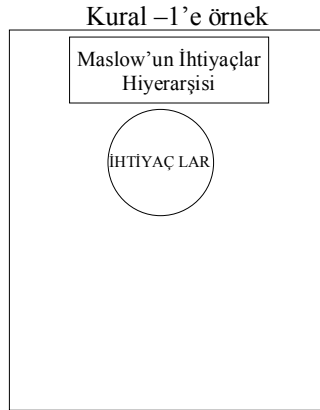 Kural –1’e örnek
Maslow’un İhtiyaçlar
Hiyerarşisi
İHTİYAÇ LAR